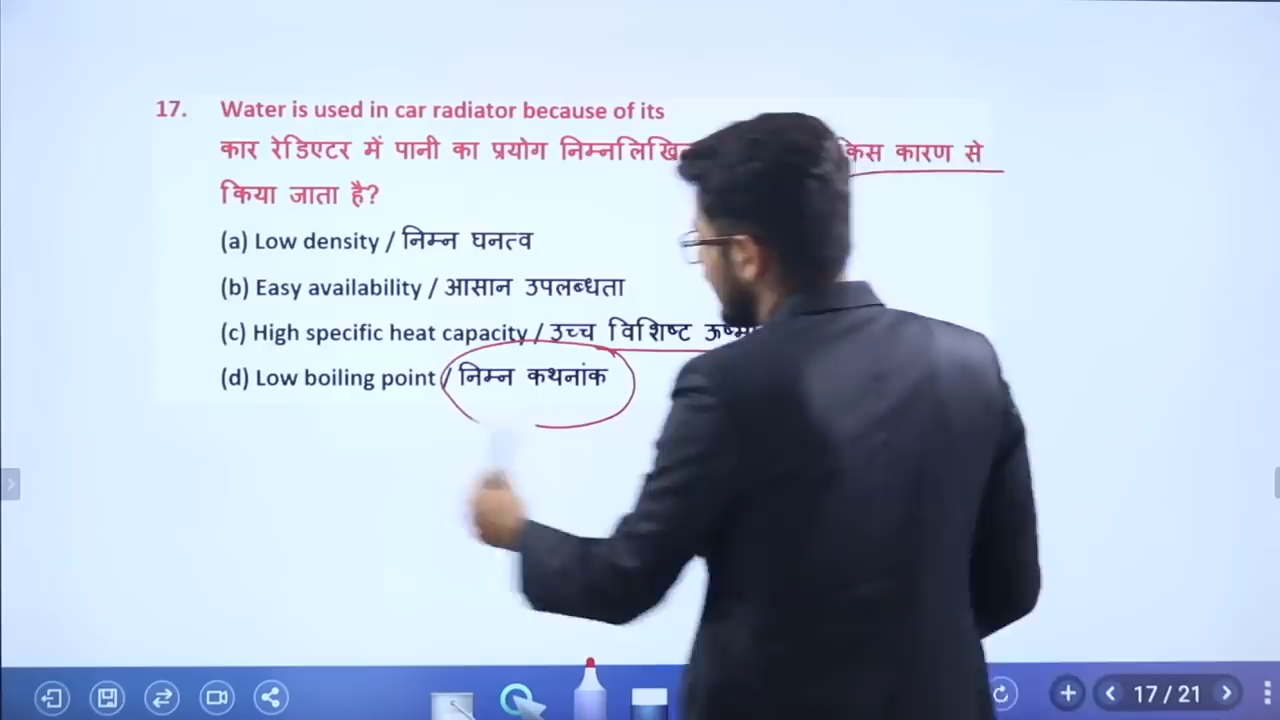 17. Water is used in car radiator because of its
कार रेडिएटर में पानी का प्रयोग किस कारण से
किया जाता है?
(a) Low density / निम्न घनत्व
(b) Easy availability / आसान उपलब्धता
(c) High specific heat capacity / उच्च विशिष्ट
(d) Low boiling point / निम्न कथनांक
17 / 21